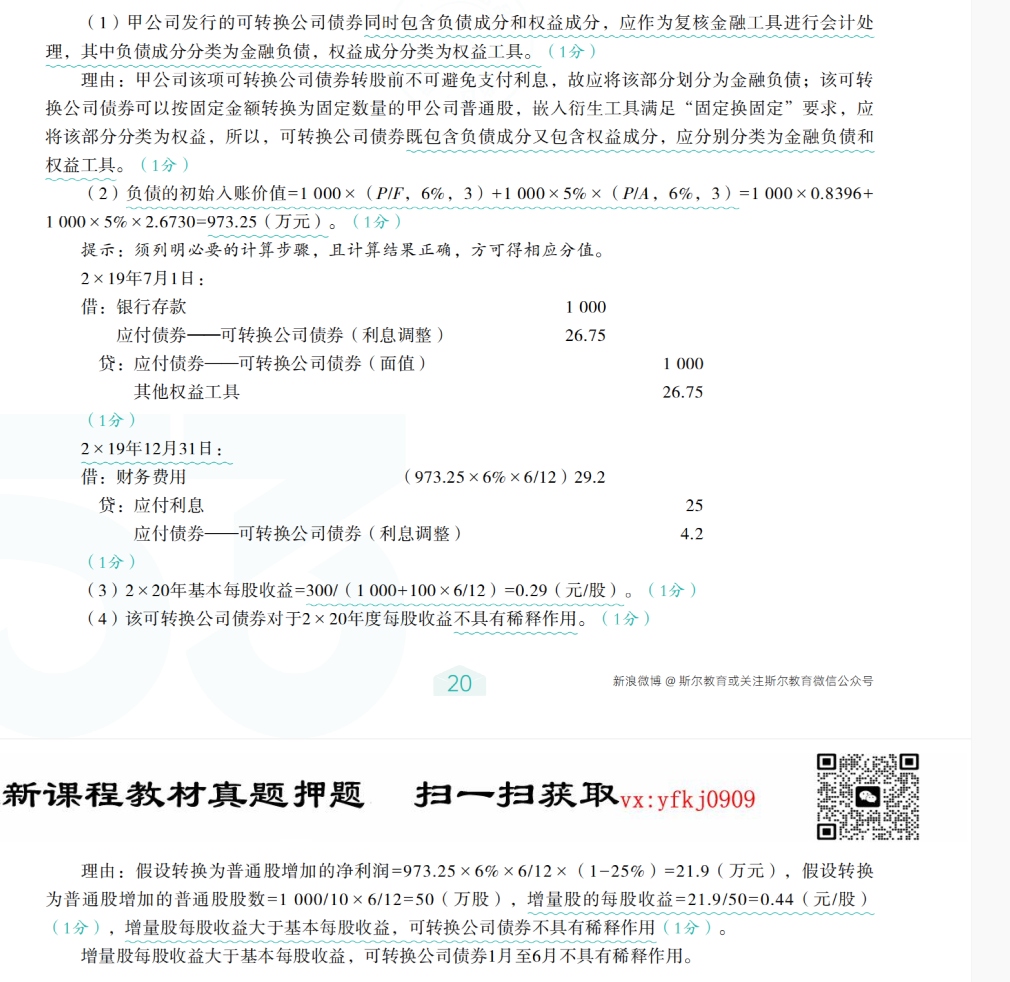 （1）甲公司发行的可转换公司债券同时包含负债成分和权益成分，应作为复核金融工具进行会计处
理，其中负债成分分类为金融负债，权益成分分类为权益工具。（1分）
理由：甲公司该项可转换公司债券转股前不可避免支付利息，故应将该部分划分为金融负债；该可转
换公司债券可以按固定金额转换为固定数量的甲公司普通股，嵌入衍生工具满足“固定换固定”要求，应
将该部分分类为权益，所以，可转换公司债券既包含负债成分又包含权益成分，应分别分类为金融负债和
权益工具。（1分）
（2）负债的初始入账价值=1 000×（P/F，6%，3）+1 000×5%×（P/A，6%，3）=1 000×0.8396+
1 000×5%×2.6730=973.25（万元）。（1分）
提示：须列明必要的计算步骤，且计算结果正确，方可得相应分值。
2×19年7月1日：
借：银行存款 1 000
应付债券——可转换公司债券（利息调整） 26.75
贷：应付债券——可转换公司债券（面值） 1 000
其他权益工具 26.75
（1分）
2×19年12月31日：
借：财务费用 （973.25×6%×6/12）29.2
贷：应付利息 25
应付债券——可转换公司债券（利息调整） 4.2
（1分）
（3）2×20年基本每股收益=300/（1 000+100×6/12）=0.29（元/股）。（1分）
（4）该可转换公司债券对于2×20年度每股收益不具有稀释作用。（1分）
20 新浪微博@斯尔教育或关注斯尔教育微信公众号
新课程教材真题押题 扫一扫获取vx:yfkj0909
理由：假设转换为普通股增加的净利润=973.25×6%×6/12×（1-25%）=21.9（万元），假设转换
为普通股增加的普通股股数=1 000/10×6/12=50（万股），增量股的每股收益=21.9/50=0.44（元/股）
（1分），增量股每股收益大于基本每股收益，可转换公司债券不具有稀释作用（1分）。
增量股每股收益大于基本每股收益，可转换公司债券1月至6月不具有稀释作用。